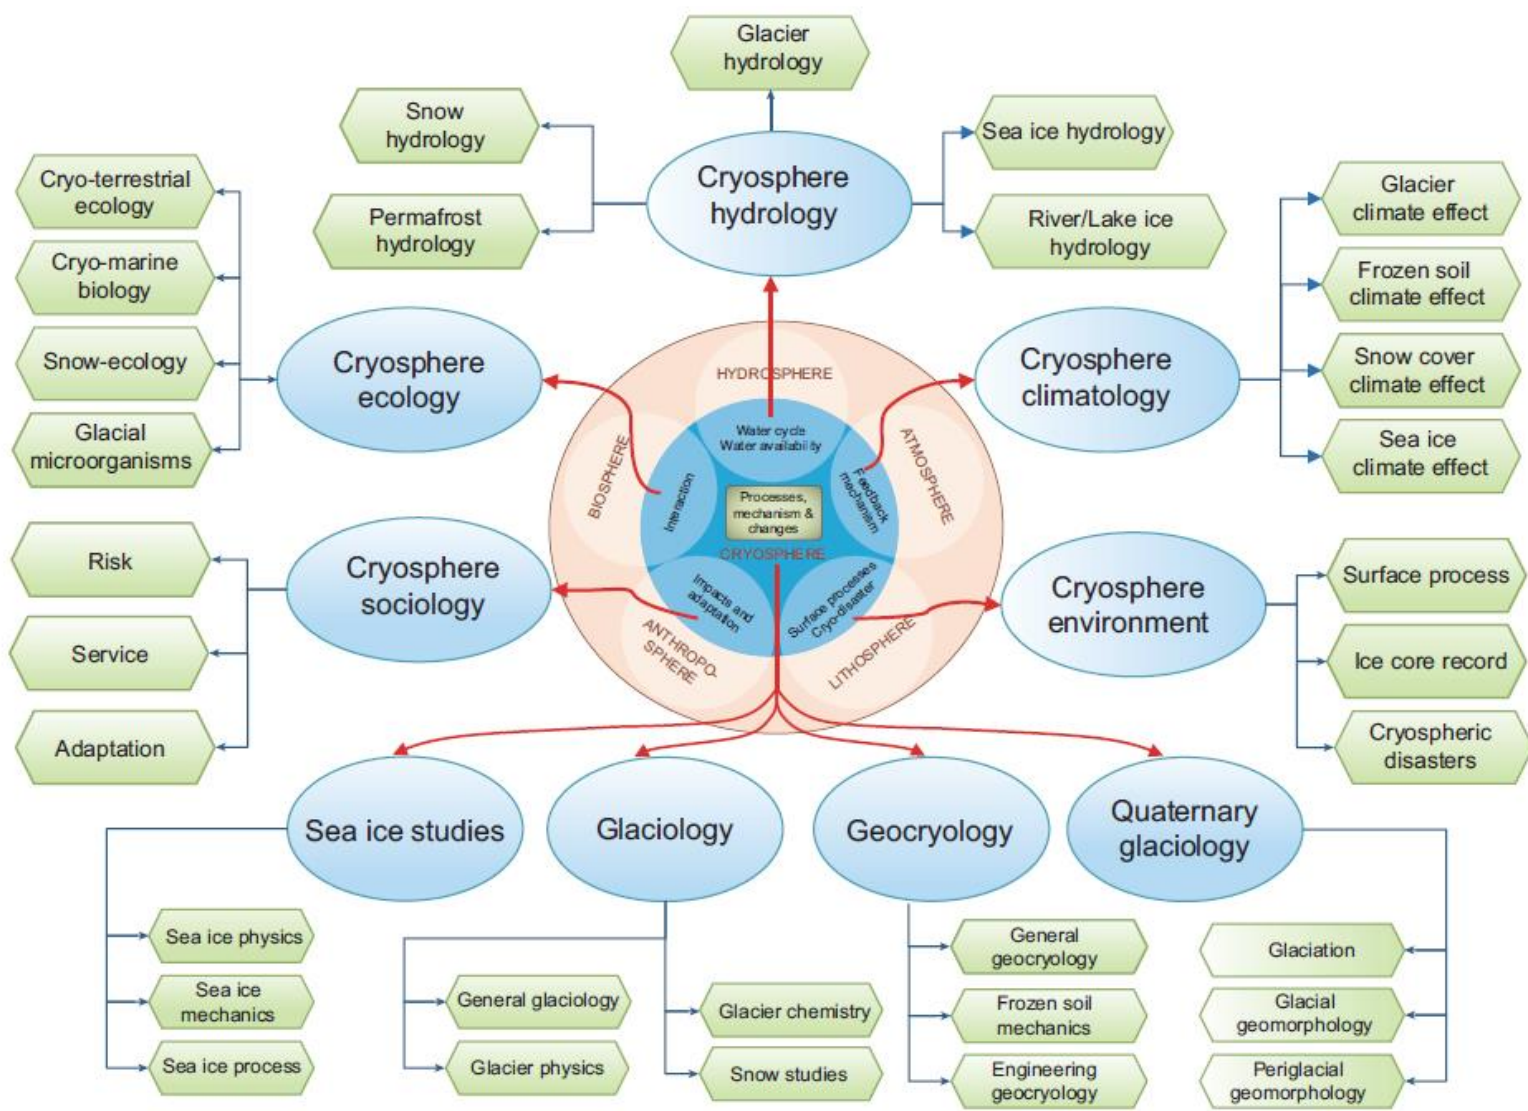 Glacier
hydrology
Snow
hydrology
Sea ice hydrology
Cryosphere
hydrology
Permafrost
hydrology
River/Lake ice
hydrology
Cryo-terrestrial
ecology
Cryo-marine
biology
Snow-ecology
Glacial
microorganisms
Cryosphere
ecology
Glacier
climate effect
Frozen soil
climate effect
Snow cover
climate effect
Sea ice
climate effect
Cryosphere
climatology
HYDROSPHERE
Water cycle
Water availability
BIOSPHERE
Interaction
ATMOSPHERE
Feedback
mechanism
Processes,
mechanism &
changes
CRYOSPHERE
Impacts and
adaptation
ANTHROPO-
SPHERE
Surface processes
Cryo-disaster
LITHOSPHERE
Risk
Service
Adaptation
Cryosphere
sociology
Cryosphere
environment
Surface process
Ice core record
Cryospheric
disasters
Sea ice studies
Glaciology
Geocryology
Quaternary
glaciology
Sea ice physics
Sea ice
mechanics
Sea ice process
General glaciology
Glacier physics
Glacier chemistry
Snow studies
General
geocryology
Frozen soil
mechanics
Engineering
geocryology
Glaciation
Glacial
geomorphology
Periglacial
geomorphology